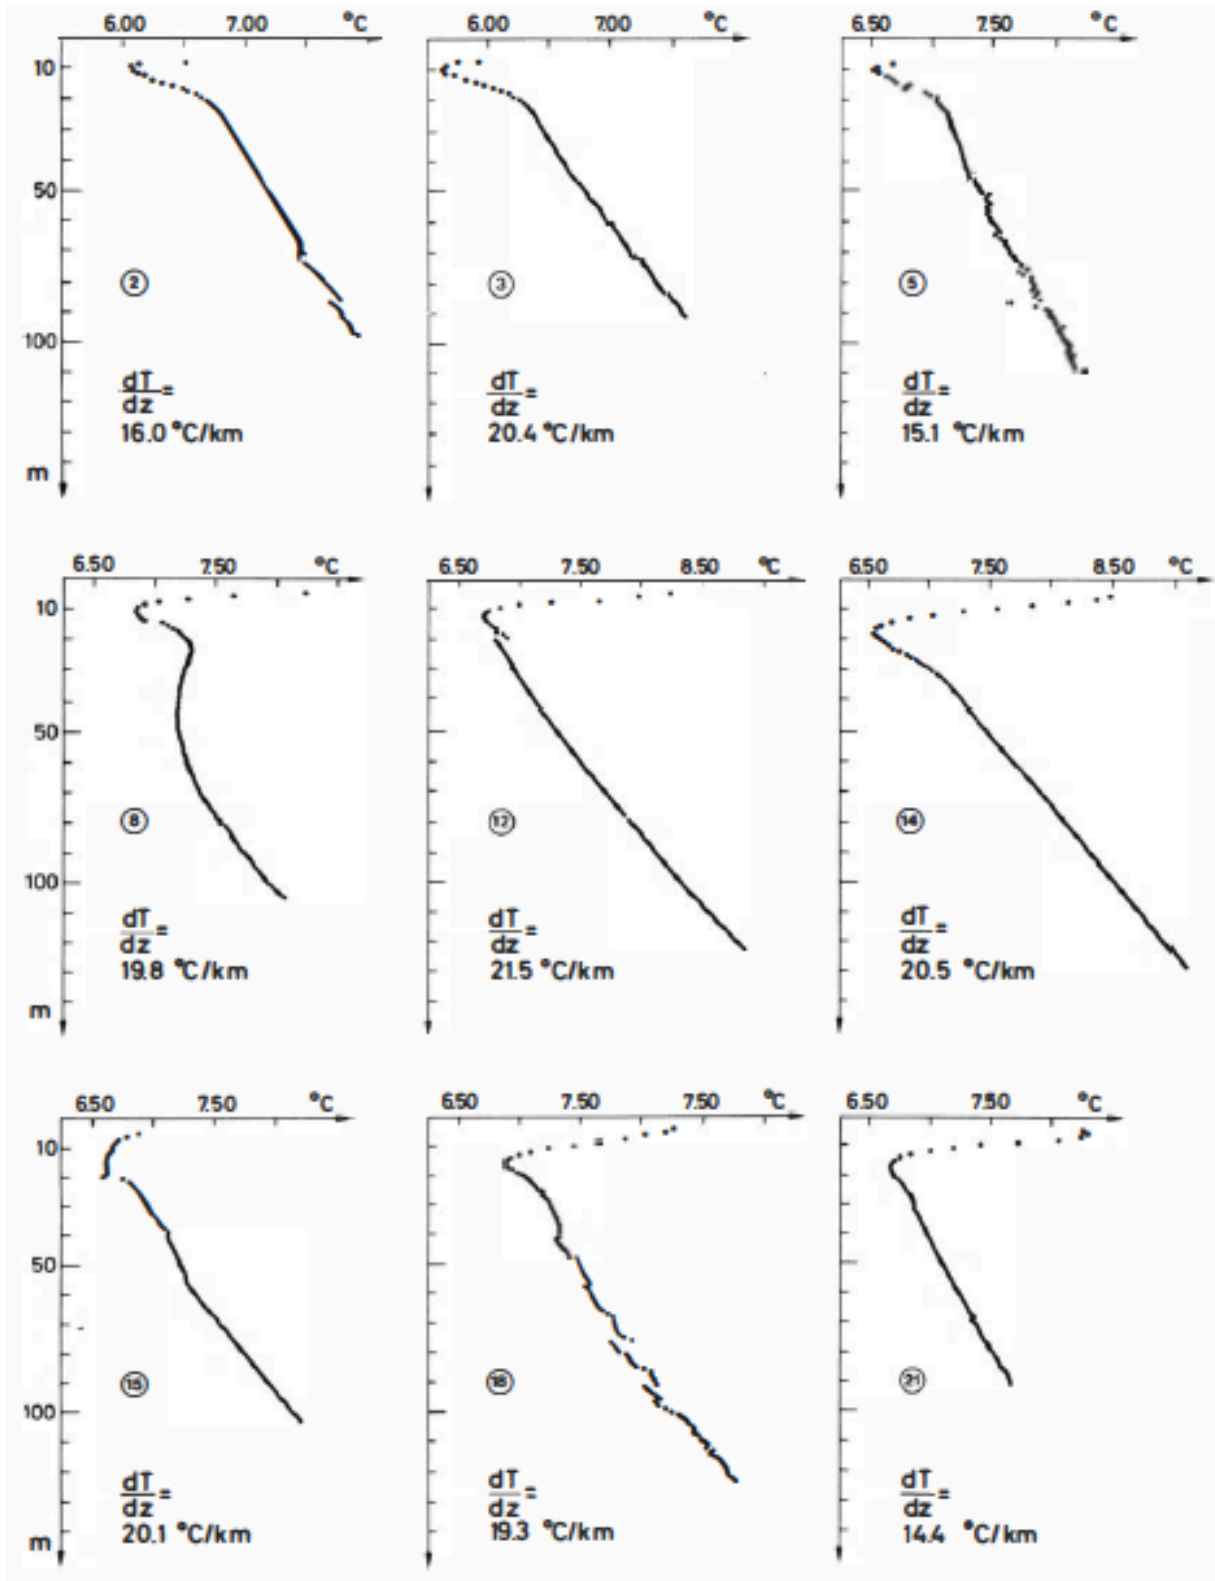 6.00 7.00 °C
10
50
100
m
②
dT/dz =
16.0 °C/km
6.00 7.00 °C
③
dT/dz =
20.4 °C/km
6.50 7.50 °C
⑤
dT/dz =
15.1 °C/km
6.50 7.50 °C
10
50
100
m
⑧
dT/dz =
19.8 °C/km
6.50 7.50 8.50 °C
⑫
dT/dz =
21.5 °C/km
6.50 7.50 8.50 °C
⑭
dT/dz =
20.5 °C/km
6.50 7.50 °C
10
50
100
m
⑮
dT/dz =
20.1 °C/km
6.50 7.50 7.50 °C
⑱
dT/dz =
19.3 °C/km
6.50 7.50 °C
㉑
dT/dz =
14.4 °C/km